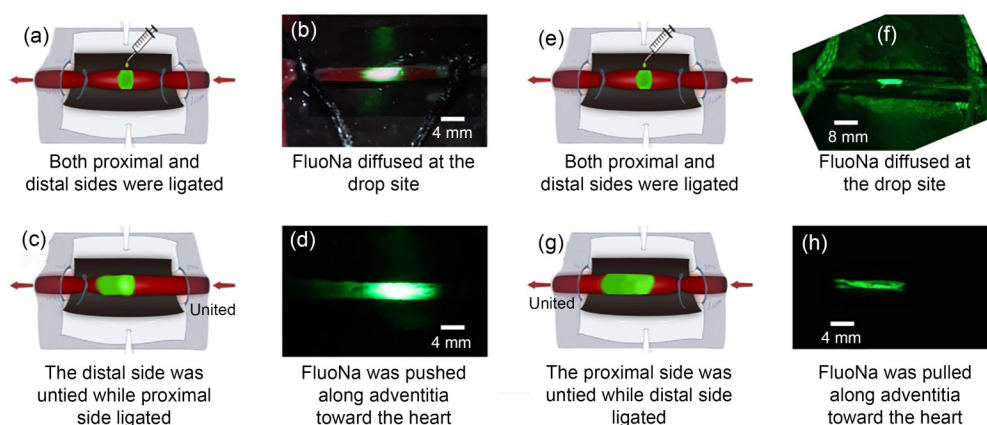 (a)
Both proximal and
distal sides were ligated
(b)
4 mm
FluoNa diffused at the
drop site
(e)
Both proximal and
distal sides were ligated
(f)
8 mm
FluoNa diffused at
the drop site
(c)
United
The distal side was
untied while proximal
side ligated
(d)
4 mm
FluoNa was pushed
along adventitia
toward the heart
(g)
United
The proximal side was
untied while distal side
ligated
(h)
4 mm
FluoNa was pulled
along adventitia
toward the heart